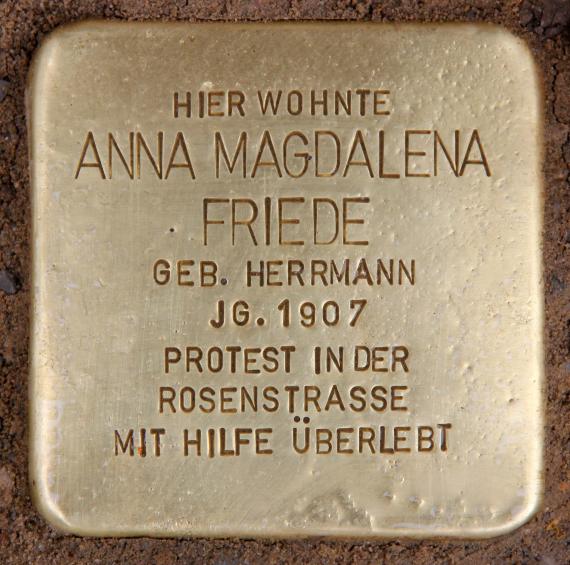 HIER WOHNTE
ANNA MAGDALENA
FRIEDE
GEB. HERRMANN
JG. 1907
PROTEST IN DER
ROSENSTRASSE
MIT HILFE ÜBERLEBT